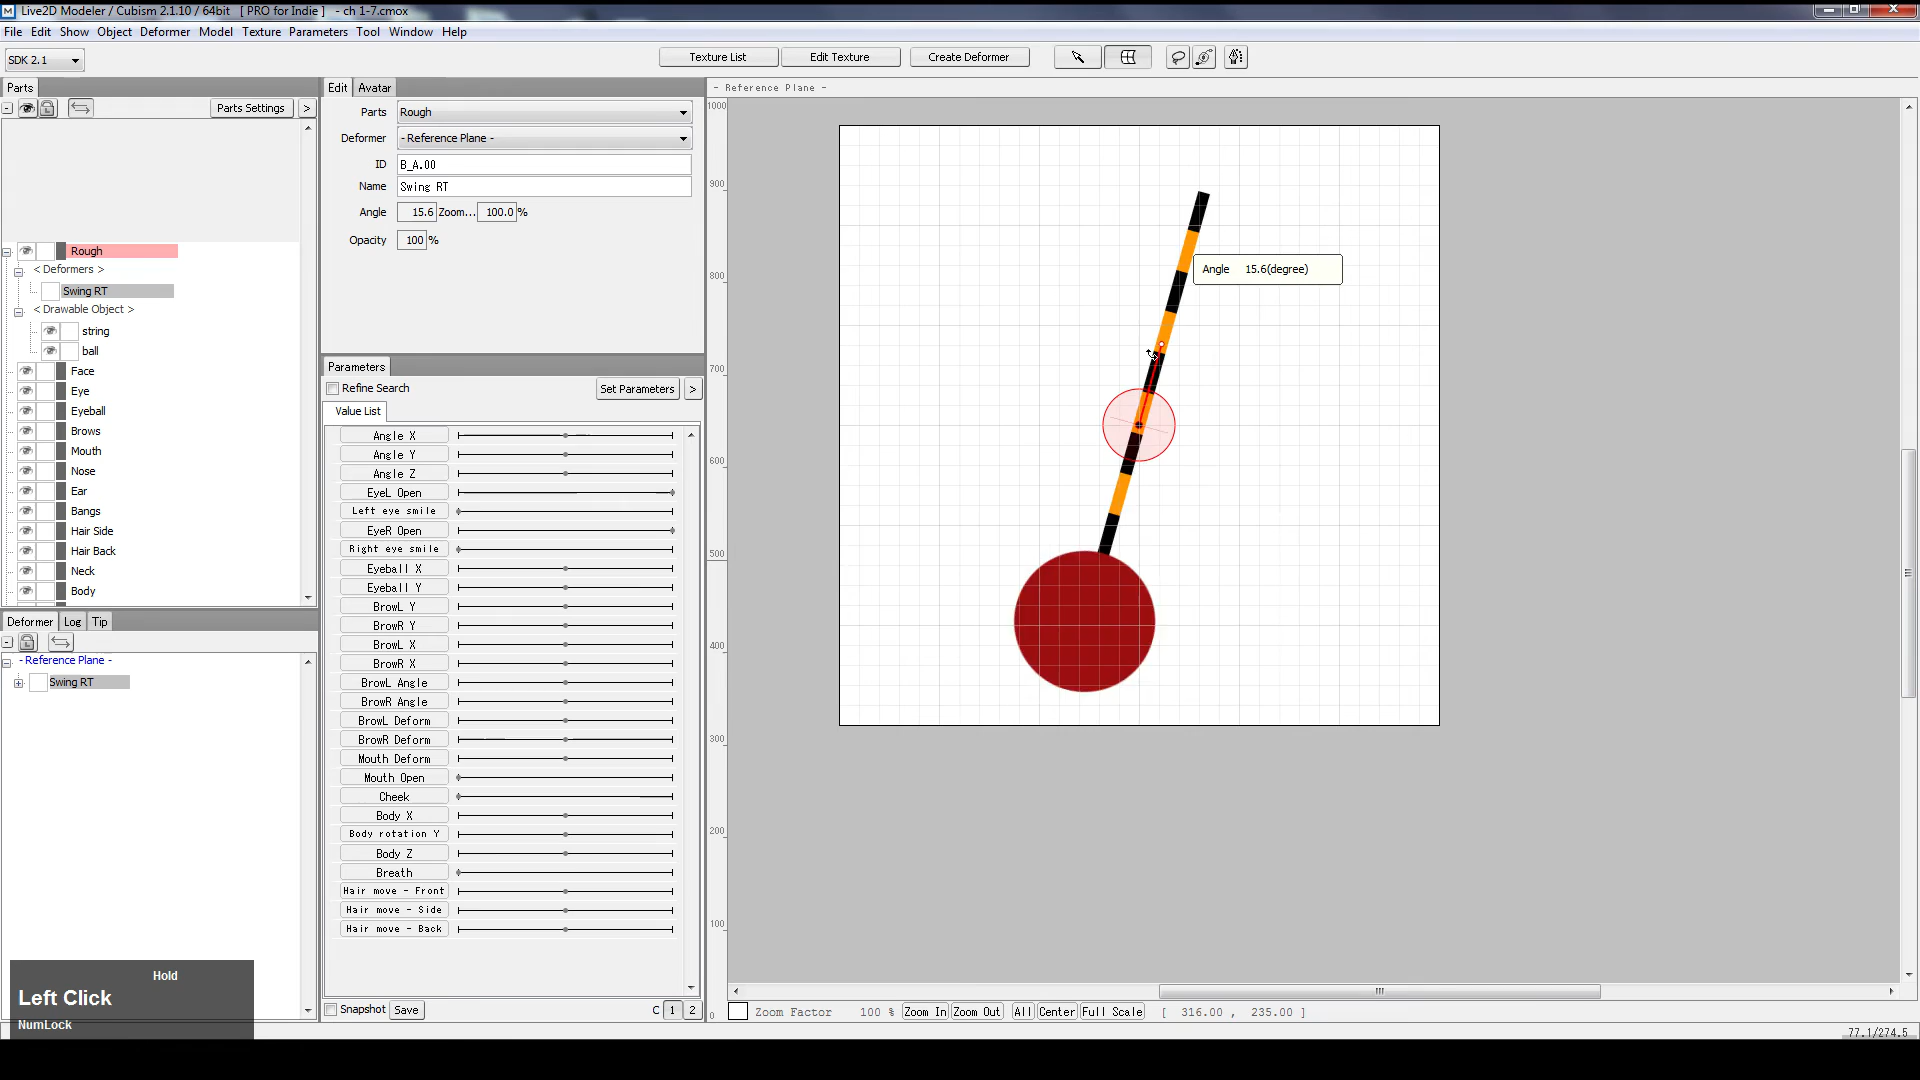 Live2D Modeler / Cubism 2.1.10 / 64bit   [ PRO for Indie ]   - ch 1-7.cmox
File Edit Show Object Deformer Model Texture Parameters Tool Window Help
SDK 2.1
Texture List
Edit Texture
Create Deformer
Parts
Parts Settings
>
Rough
< Deformers >
Swing RT
< Drawable Object >
string
ball
Face
Eye
Eyeball
Brows
Mouth
Nose
Ear
Bangs
Hair Side
Hair Back
Neck
Body
Deformer Log Tip
- Reference Plane -
Swing RT
Hold
Left Click
NumLock
Edit Avatar
Parts Rough
Deformer - Reference Plane -
ID B_A.00
Name Swing RT
Angle 15.6 Zoom... 100.0 %
Opacity 100 %
Parameters
Refine Search
Set Parameters
>
Value List
Angle X
Angle Y
Angle Z
EyeL Open
Left eye smile
EyeR Open
Right eye smile
Eyeball X
Eyeball Y
BrowL Y
BrowR Y
BrowL X
BrowR X
BrowL Angle
BrowR Angle
BrowL Deform
BrowR Deform
Mouth Deform
Mouth Open
Cheek
Body X
Body rotation Y
Body Z
Breath
Hair move - Front
Hair move - Side
Hair move - Back
Snapshot Save C 1 2
- Reference Plane -
1000
900
800
700
600
500
400
300
200
100
0
Angle 15.6(degree)
Zoom Factor 100 % Zoom In Zoom Out All Center Full Scale [ 316.00 , 235.00 ]
77.1/274.5